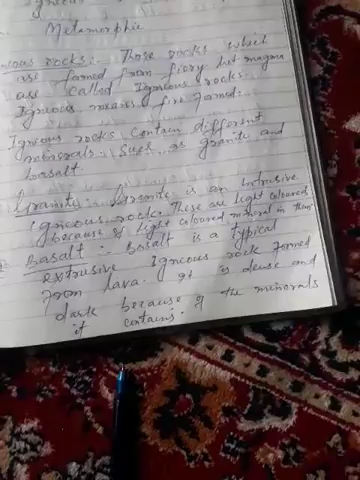 Igneous
Metamorphic
neous rocks:- Those rocks which
are formed from fiery hot magma
are called Igneous rocks.
Igneous means fire formed.
Igneous rocks contain different
minerals. Such as granite and
basalt
Granite:- Granite is an intrusive
igneous rock. These are light coloured
because of light coloured mineral in them
Basalt:- Basalt is a typical
extrusive Igneous rock formed
from lava. It is dense and
dark because of the minerals
it contains.